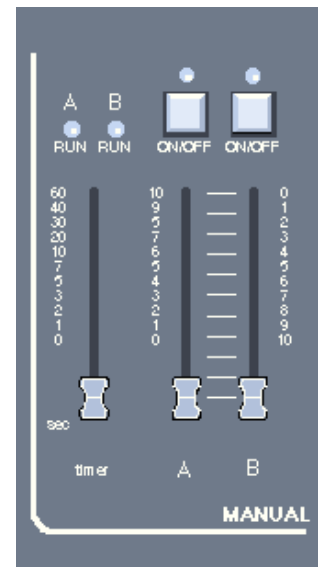 A B
RUN RUN ON/OFF ON/OFF
60 10 0
40 9 1
30 5 2
20 7 3
10 6 4
7 5 5
5 4 6
3 3 7
2 2 8
1 1 9
0 0 10
sec
timer A B
MANUAL